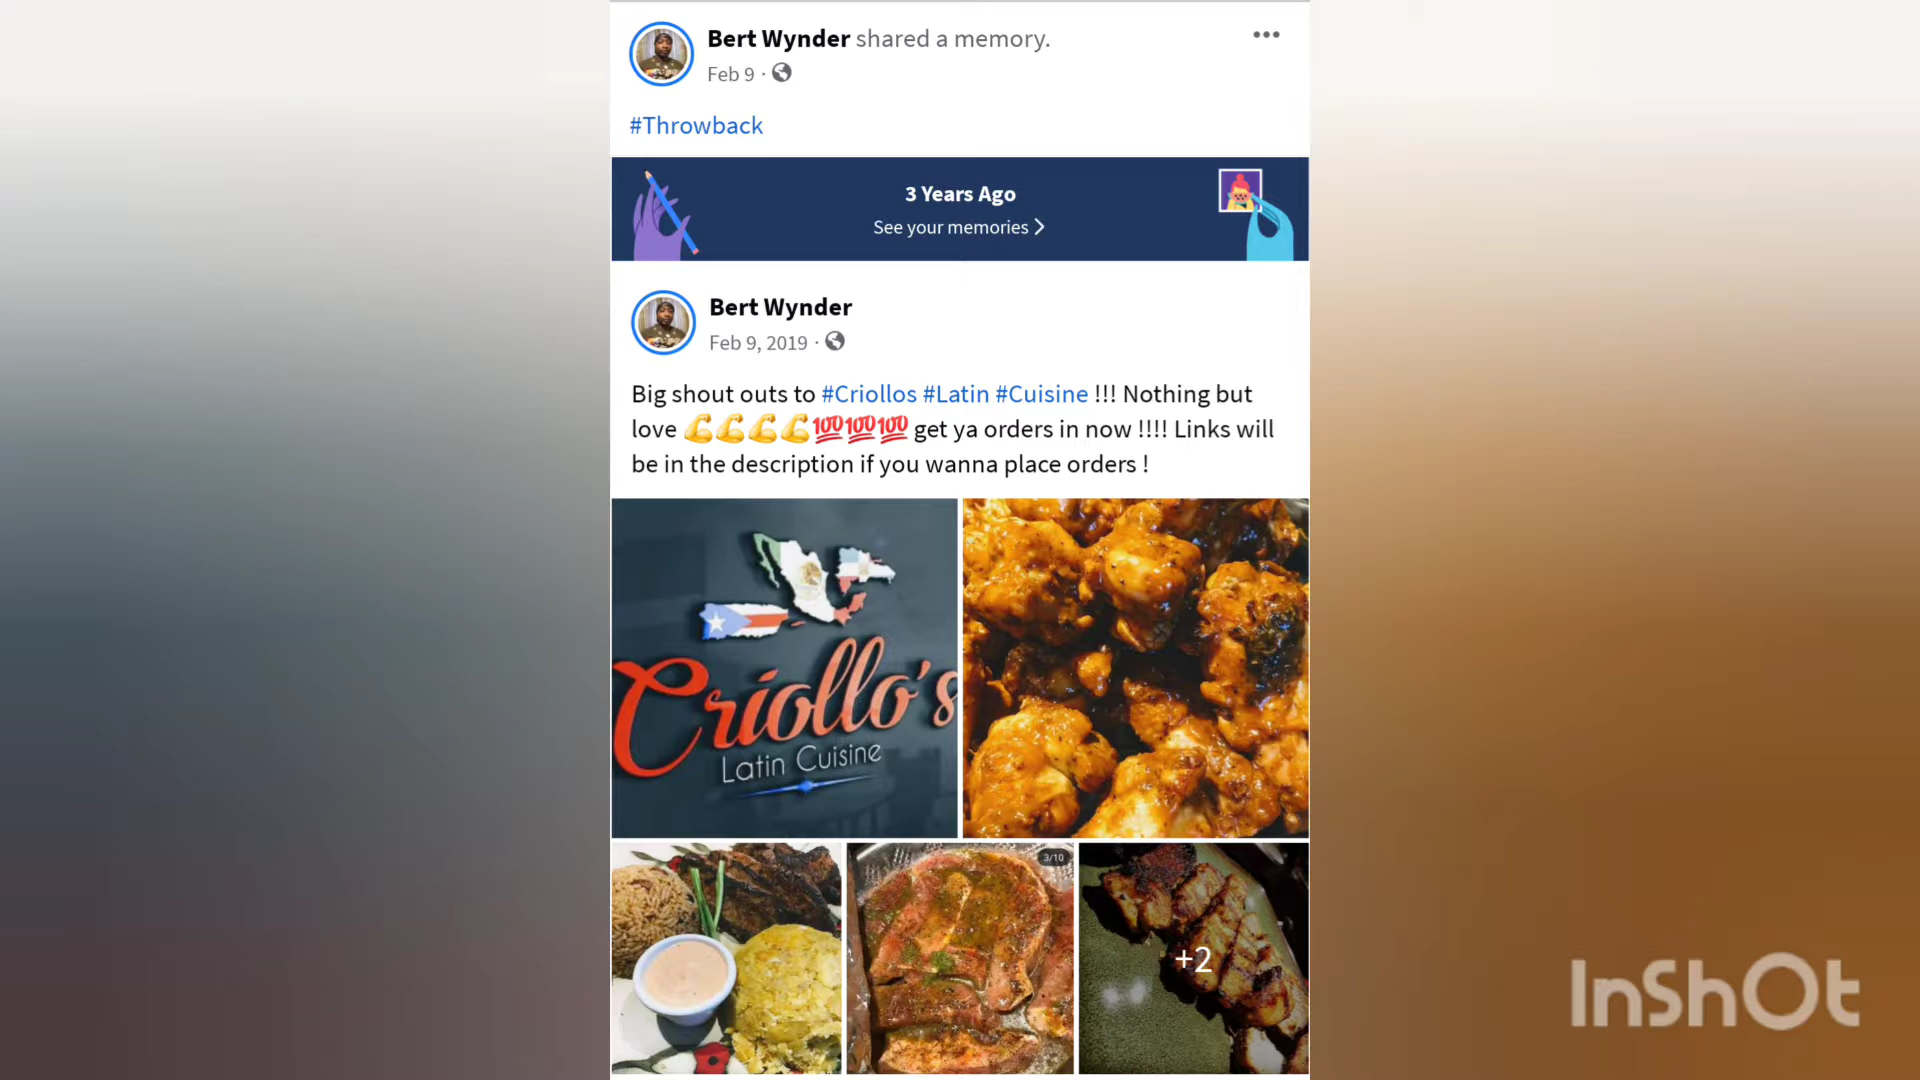 Bert Wynder shared a memory.
Feb 9 ·
#Throwback
3 Years Ago
See your memories
Bert Wynder
Feb 9, 2019 ·
Big shout outs to #Criollos #Latin #Cuisine !!! Nothing but
love 💪💪💪💪💯💯💯 get ya orders in now !!!! Links will
be in the description if you wanna place orders !
Criollo's
Latin Cuisine
3/10
+2
InShOt